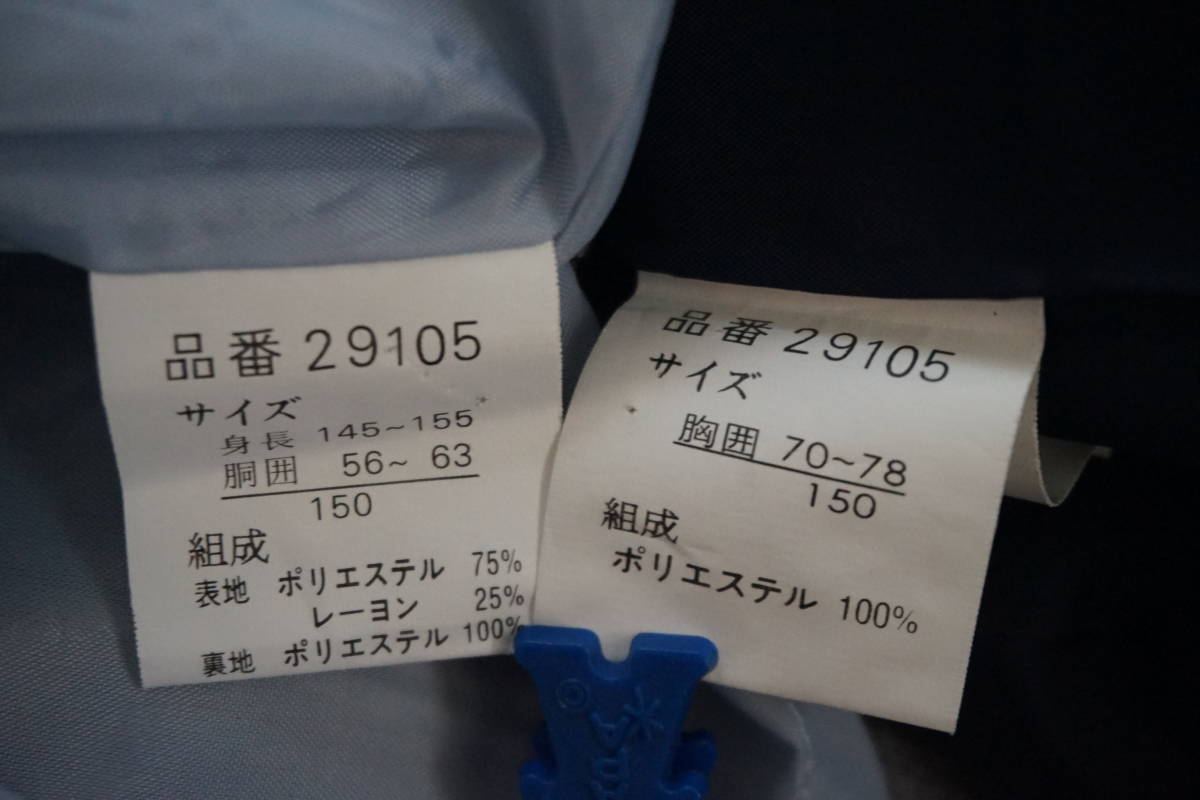 品番 29105
サイズ
身長 145~155
胴囲 56~ 63
150
組成
表地 ポリエステル 75%
レーヨン 25%
裏地 ポリエステル 100%
品番 29105
サイズ
胸囲 70~78
150
組成
ポリエステル 100%